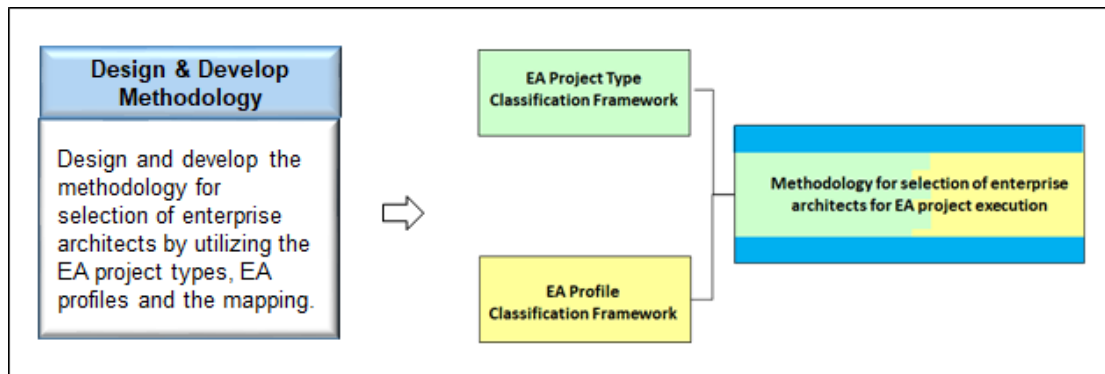 Design & Develop
Methodology
Design and develop the
methodology for
selection of enterprise
architects by utilizing the
EA project types, EA
profiles and the mapping.
EA Project Type
Classification Framework
Methodology for selection of enterprise
architects for EA project execution
EA Profile
Classification Framework